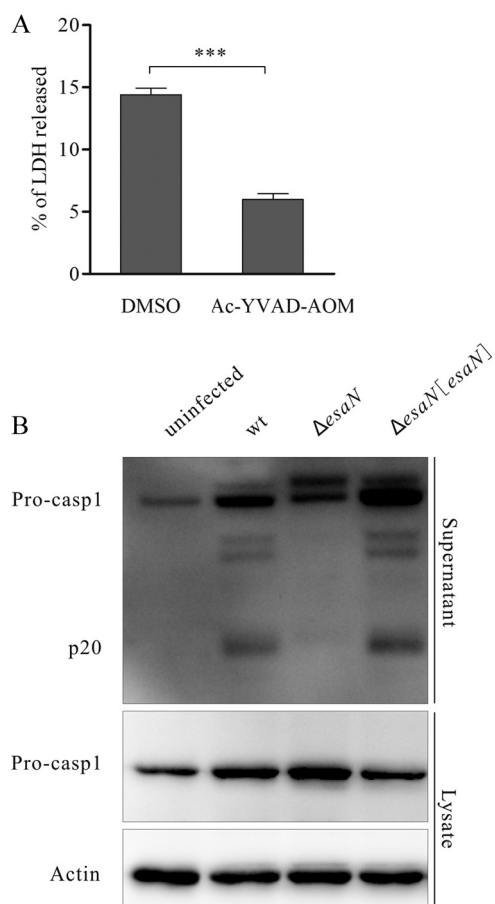 A
20
15
10
5
0
% of LDH released
***
DMSO
Ac-YVAD-AOM
B
uninfected
wt
ΔesaN
ΔesaN[esaN]
Pro-casp1
p20
Supernatant
Pro-casp1
Lysate
Actin